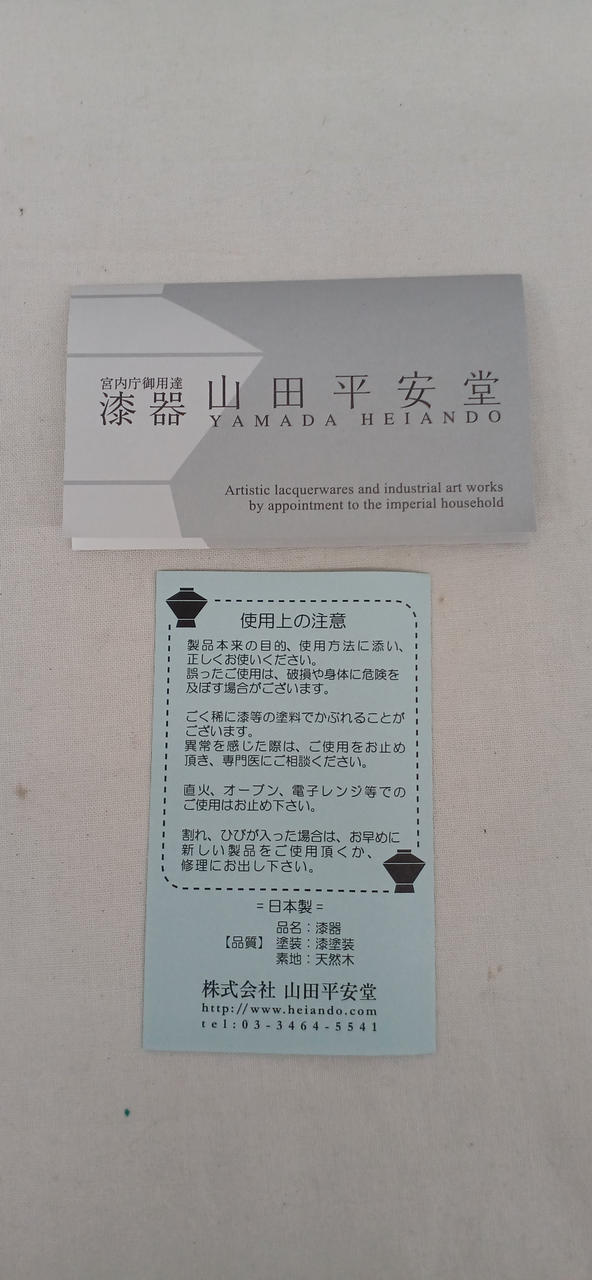 宮内庁御用達
漆器 山田平安堂
YAMADA HEIANDO
Artistic lacquerwares and industrial art works
by appointment to the imperial household
使用上の注意
製品本来の目的、使用方法に添い、
正しくお使いください。
誤ったご使用は、破損や身体に危険を
及ぼす場合がございます。
ごく稀に漆等の塗料でかぶれることが
ございます。
異常を感じた際は、ご使用をお止め
頂き、専門医にご相談ください。
直火、オーブン、電子レンジ等での
ご使用はお止め下さい。
割れ、ひびが入った場合は、お早めに
新しい製品をご使用頂くか、
修理にお出し下さい。
=日本製=
品名：漆器
【品質】 塗装：漆塗装
素地：天然木
株式会社 山田平安堂
http://www.heiando.com
tel:03-3464-5541